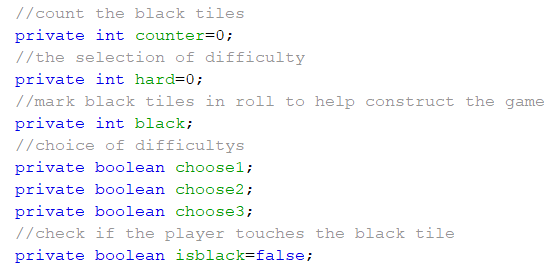 //count the black tiles
private int counter=0;
//the selection of difficulty
private int hard=0;
//mark black tiles in roll to help construct the game
private int black;
//choice of difficultys
private boolean choose1;
private boolean choose2;
private boolean choose3;
//check if the player touches the black tile
private boolean isblack=false;